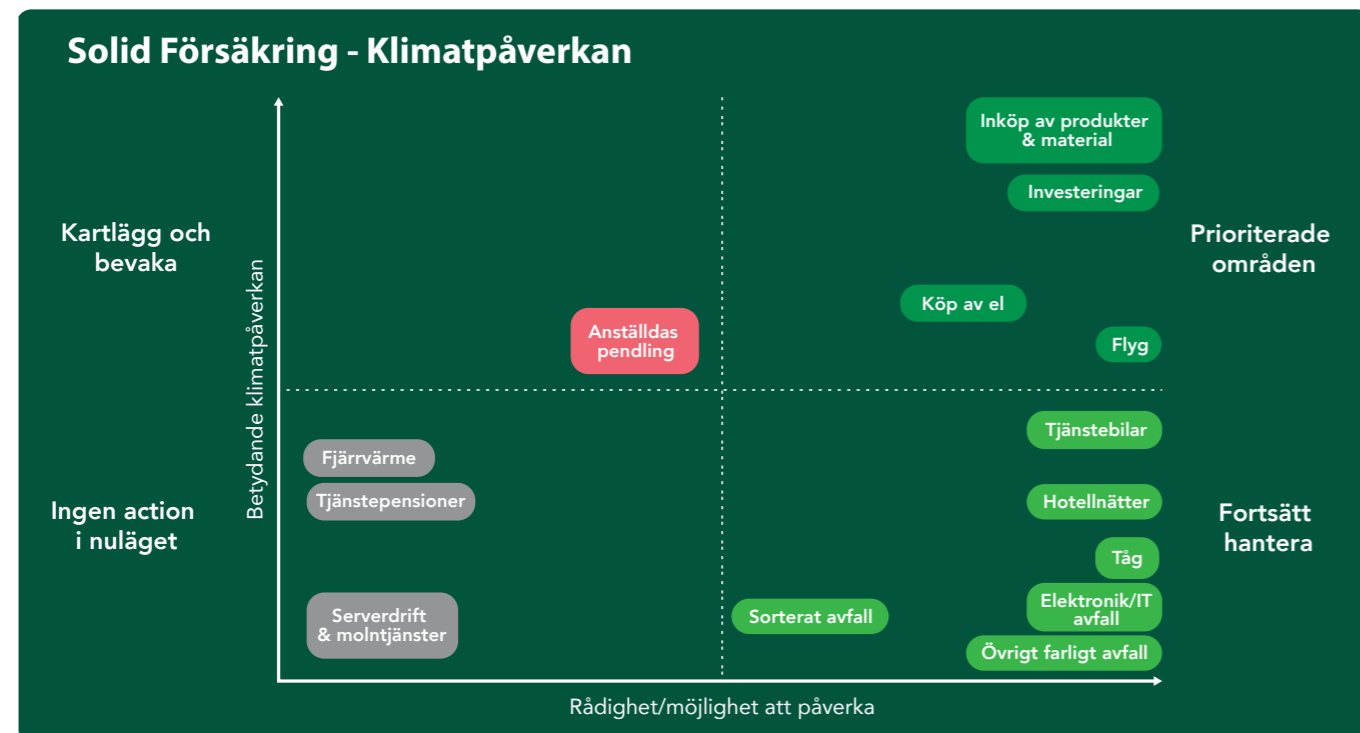 Solid Försäkring - Klimatpåverkan
Inköp av produkter
& material
Investeringar
Kartlägg och
bevaka
Prioriterade
områden
Betydande klimatpåverkan
Köp av el
Anställdas
pendling
Flyg
Tjänstebilar
Fjärrvärme
Tjänstepensioner
Hotellnätter
Ingen action
i nuläget
Fortsätt
hantera
Tåg
Serverdrift
& molntjänster
Sorterat avfall
Elektronik/IT
avfall
Övrigt farligt avfall
Rådighet/möjlighet att påverka